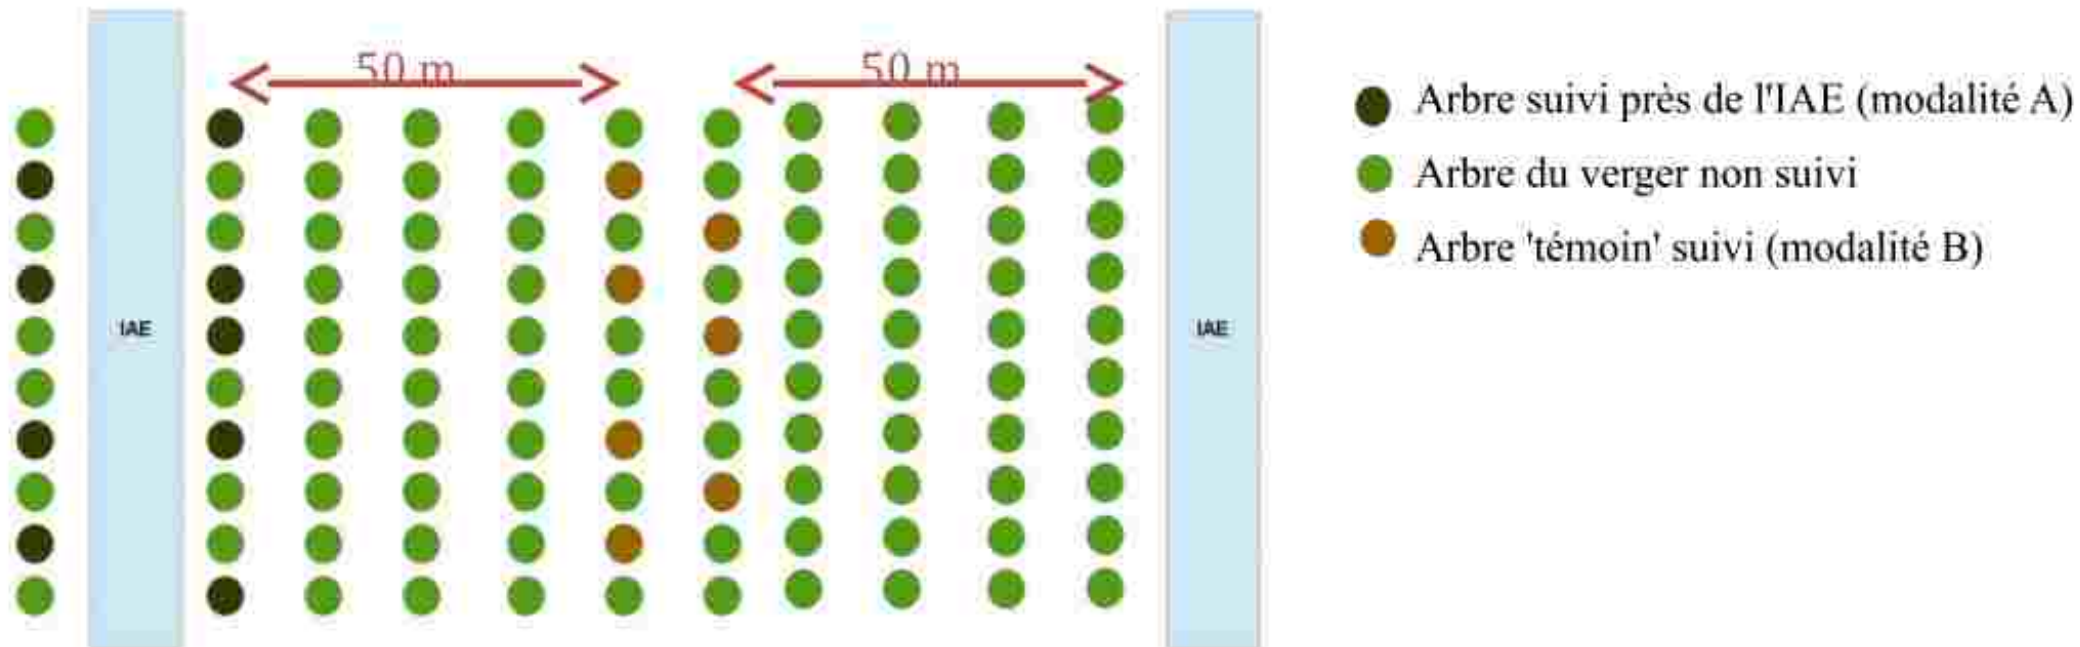 50 m
50 m
Arbre suivi près de l'IAE (modalité A)
Arbre du verger non suivi
Arbre 'témoin' suivi (modalité B)
IAE
IAE